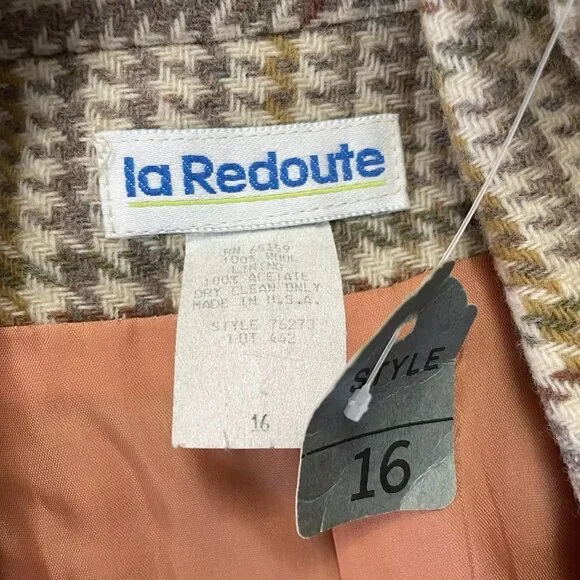 la Redoute
RN 65159
100% WOOL
LINING
100% ACETATE
DRY CLEAN ONLY
MADE IN U.S.A.
STYLE 76273
LOT 442
16
STYLE
16